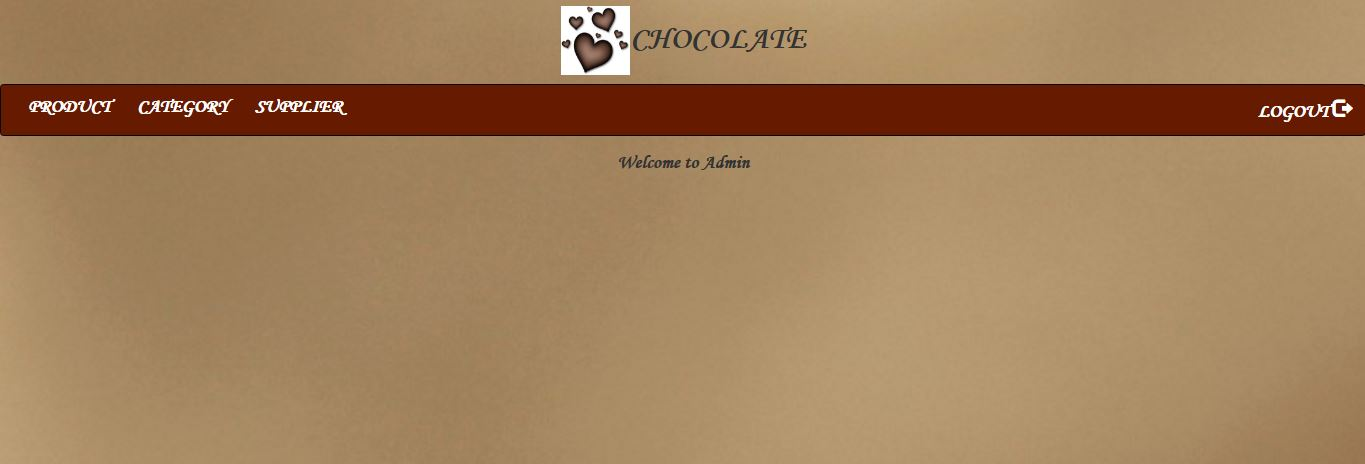 CHOCOLATE
PRODUCT CATEGORY SUPPLIER LOGOUT
Welcome to Admin